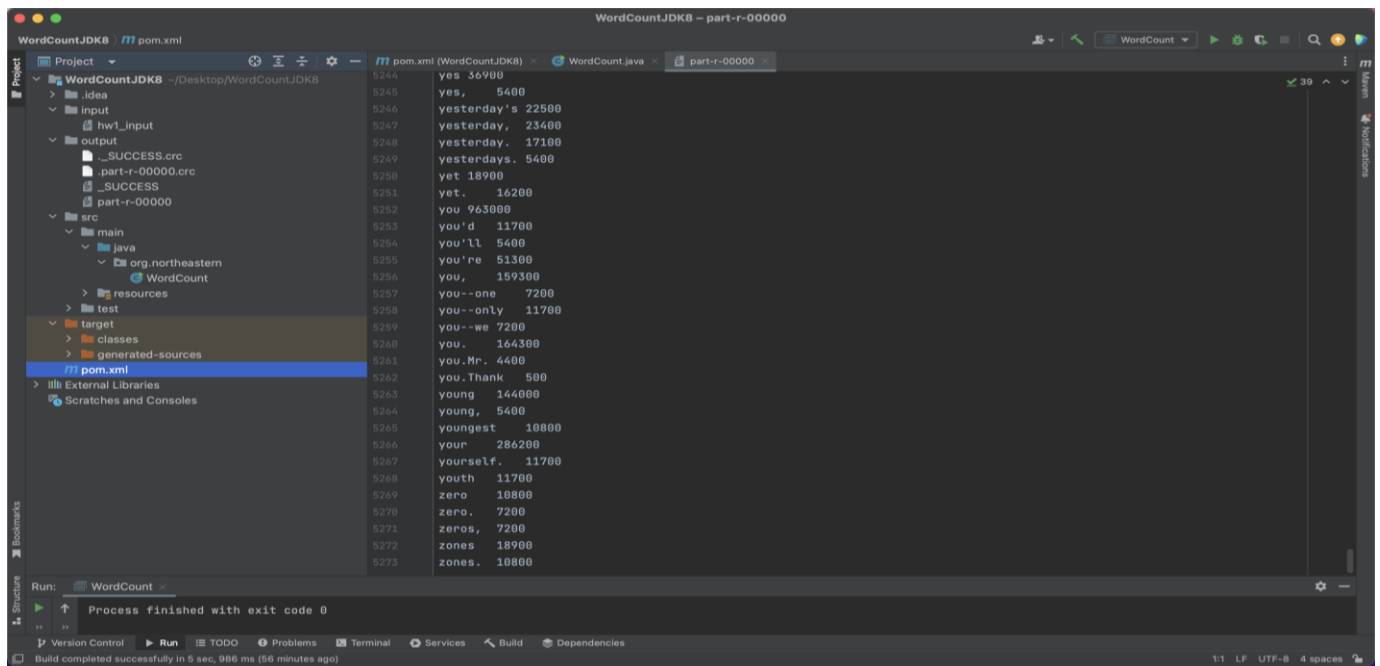 WordCountJDK8 – part-r-00000
WordCountJDK8 〉 m pom.xml
WordCount
Project
Project
pom.xml (WordCountJDK8)
WordCount.java
part-r-00000
m
Maven
Notifications
39
WordCountJDK8 ~/Desktop/WordCountJDK8
.idea
input
hw1_input
output
._SUCCESS.crc
.part-r-00000.crc
_SUCCESS
part-r-00000
src
main
java
org.northeastern
WordCount
resources
test
target
classes
generated-sources
m pom.xml
External Libraries
Scratches and Consoles
5244 yes 36900
5245 yes, 5400
5246 yesterday's 22500
5247 yesterday, 23400
5248 yesterday. 17100
5249 yesterdays. 5400
5250 yet 18900
5251 yet. 16200
5252 you 963000
5253 you'd 11700
5254 you'll 5400
5255 you're 51300
5256 you, 159300
5257 you--one 7200
5258 you--only 11700
5259 you--we 7200
5260 you. 164300
5261 you.Mr. 4400
5262 you.Thank 500
5263 young 144000
5264 young, 5400
5265 youngest 10800
5266 your 286200
5267 yourself. 11700
5268 youth 11700
5269 zero 10800
5270 zero. 7200
5271 zeros, 7200
5272 zones 18900
5273 zones. 10800
Bookmarks
Structure
Run: WordCount
Process finished with exit code 0
Version Control Run TODO Problems Terminal Services Build Dependencies
Build completed successfully in 5 sec, 986 ms (56 minutes ago)
1:1 LF UTF-8 4 spaces